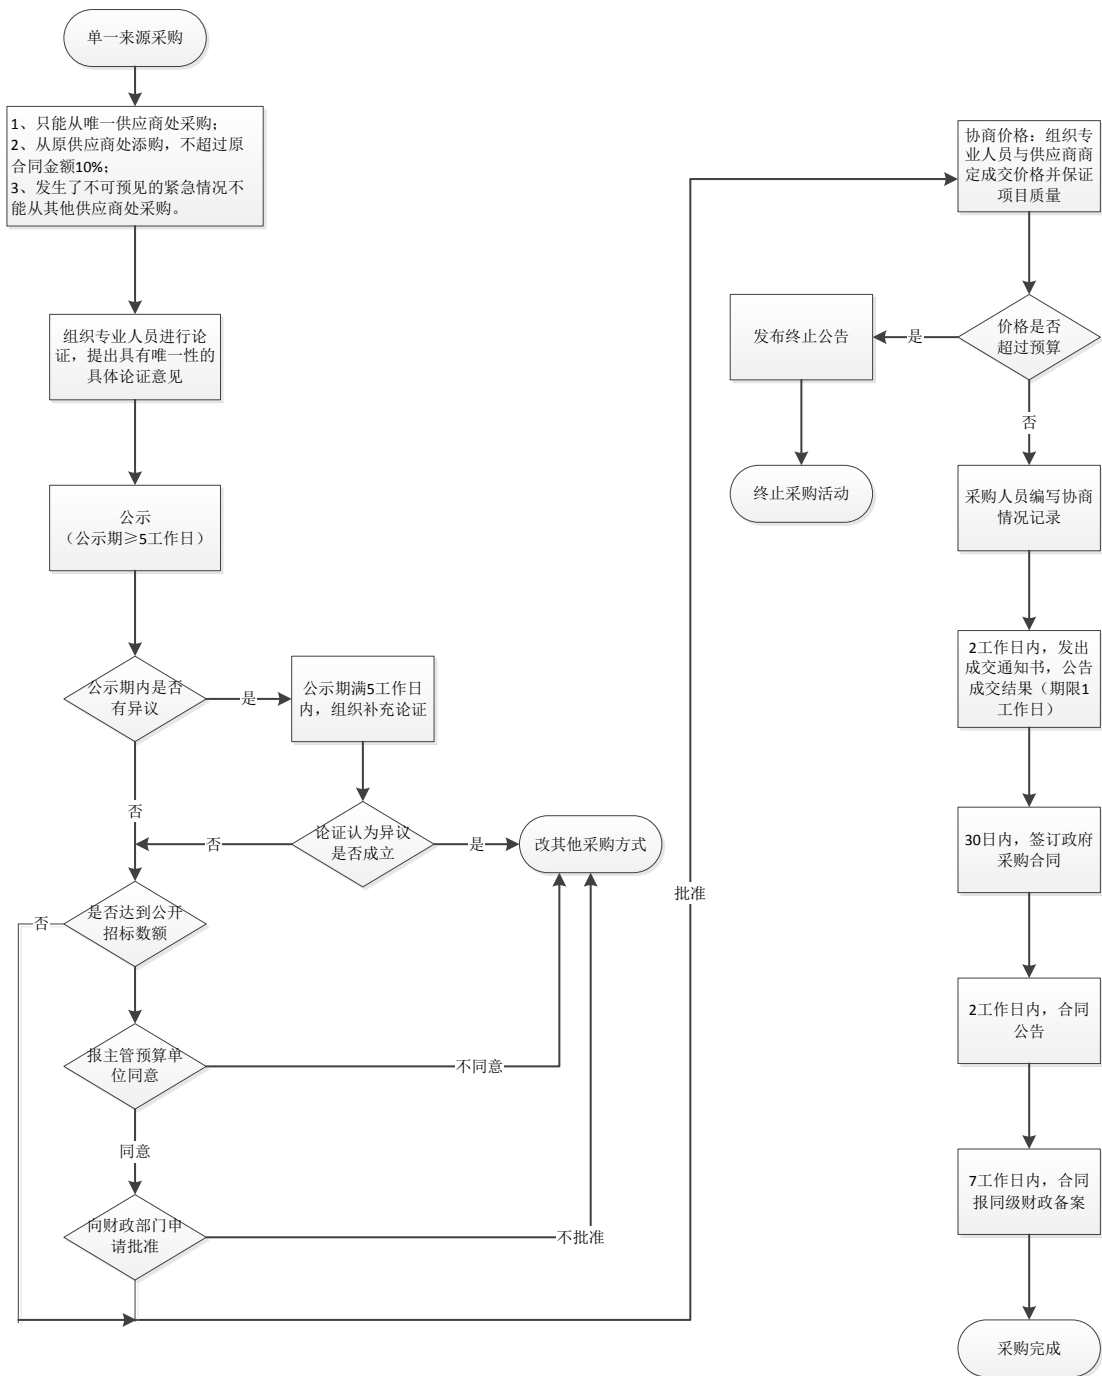 单一来源采购
1、只能从唯一供应商处采购；
2、从原供应商处添购，不超过原
合同金额10%；
3、发生了不可预见的紧急情况不
能从其他供应商处采购。
组织专业人员进行论
证，提出具有唯一性的
具体论证意见
公示
（公示期≥5工作日）
公示期内是否
有异议
是
公示期满5工作日
内，组织补充论证
否
论证认为异议
是否成立
否
是
改其他采购方式
是否达到公开
招标数额
否
报主管预算单
位同意
不同意
同意
向财政部门申
请批准
不批准
批准
协商价格：组织专
业人员与供应商商
定成交价格并保证
项目质量
价格是否
超过预算
是
发布终止公告
终止采购活动
否
采购人员编写协商
情况记录
2工作日内，发出
成交通知书，公告
成交结果（期限1
工作日）
30日内，签订政府
采购合同
2工作日内，合同
公告
7工作日内，合同
报同级财政备案
采购完成